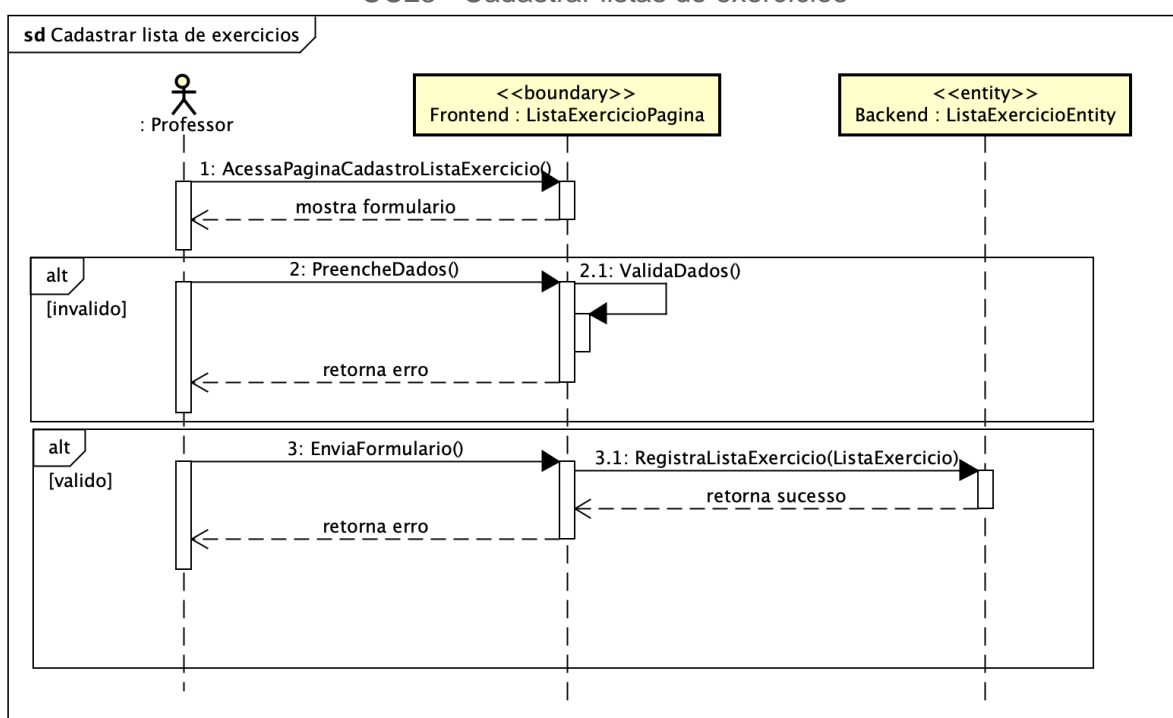 sd Cadastrar lista de exercicios
<<boundary>>
Frontend : ListaExercicioPagina
<<entity>>
Backend : ListaExercicioEntity
: Professor
1: AcessaPaginaCadastroListaExercicio()
mostra formulario
alt
[invalido]
2: PreencheDados()
2.1: ValidaDados()
retorna erro
alt
[valido]
3: EnviaFormulario()
3.1: RegistraListaExercicio(ListaExercicio)
retorna sucesso
retorna erro